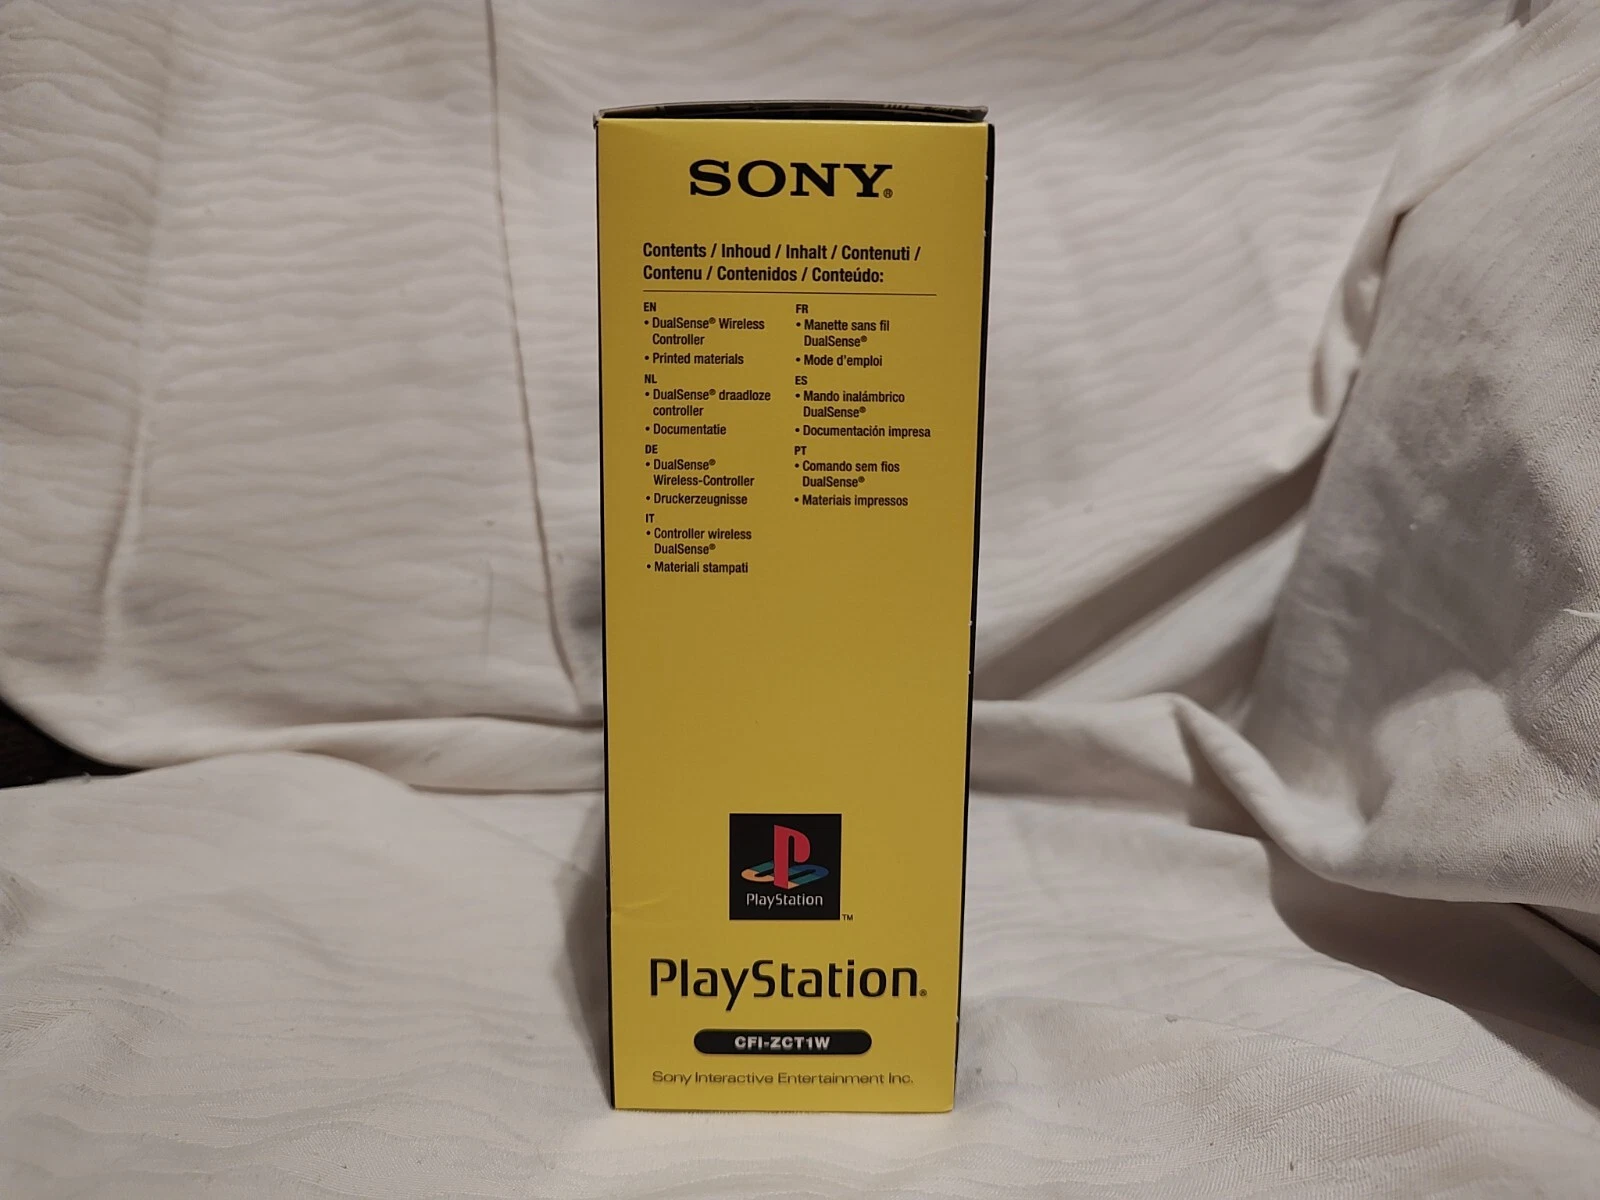 SONY®
Contents / Inhoud / Inhalt / Contenuti /
Contenu / Contenidos / Conteúdo:
EN
• DualSense® Wireless
Controller
• Printed materials
NL
• DualSense® draadloze
controller
• Documentatie
DE
• DualSense®
Wireless-Controller
• Druckerzeugnisse
IT
• Controller wireless
DualSense®
• Materiali stampati
FR
• Manette sans fil
DualSense®
• Mode d'emploi
ES
• Mando inalámbrico
DualSense®
• Documentación impresa
PT
• Comando sem fios
DualSense®
• Materiais impressos
PlayStation
TM
PlayStation®
CFI-ZCT1W
Sony Interactive Entertainment Inc.